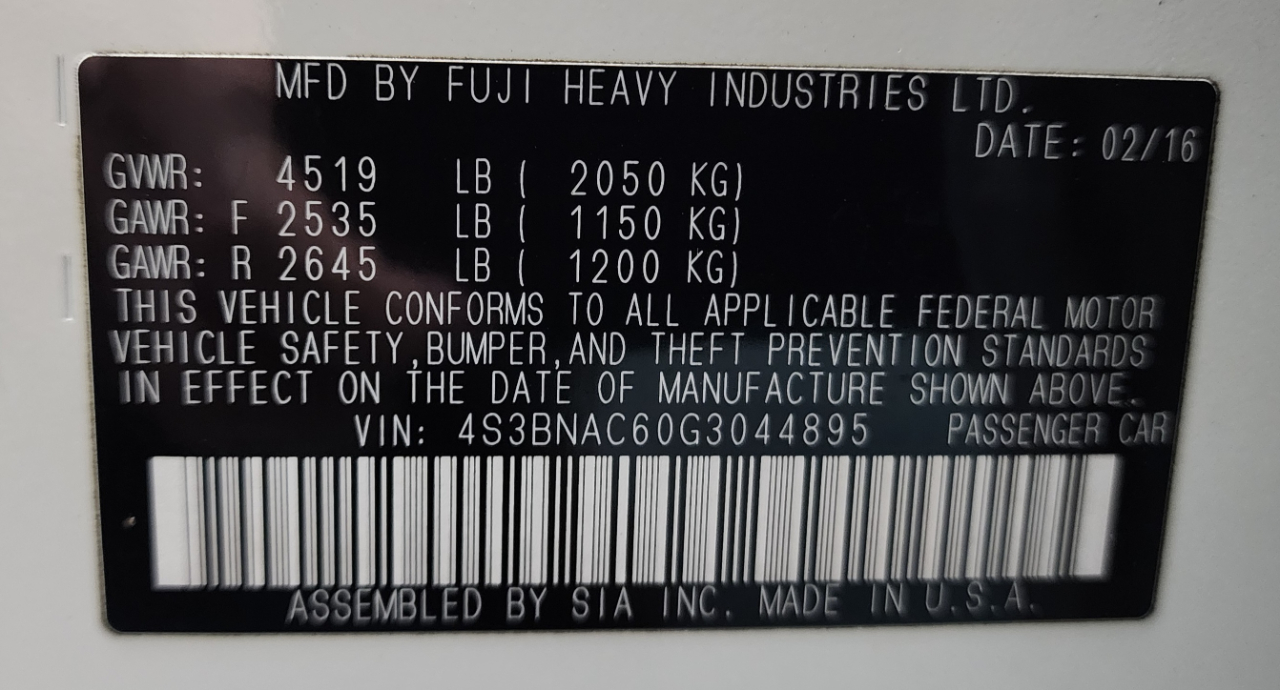 MFD BY FUJI HEAVY INDUSTRIES LTD.
DATE: 02/16
GVWR: 4519 LB ( 2050 KG)
GAWR: F 2535 LB ( 1150 KG)
GAWR: R 2645 LB ( 1200 KG)
THIS VEHICLE CONFORMS TO ALL APPLICABLE FEDERAL MOTOR
VEHICLE SAFETY,BUMPER,AND THEFT PREVENTION STANDARDS
IN EFFECT ON THE DATE OF MANUFACTURE SHOWN ABOVE.
VIN: 4S3BNAC60G3044895 PASSENGER CAR
ASSEMBLED BY SIA INC. MADE IN U.S.A.